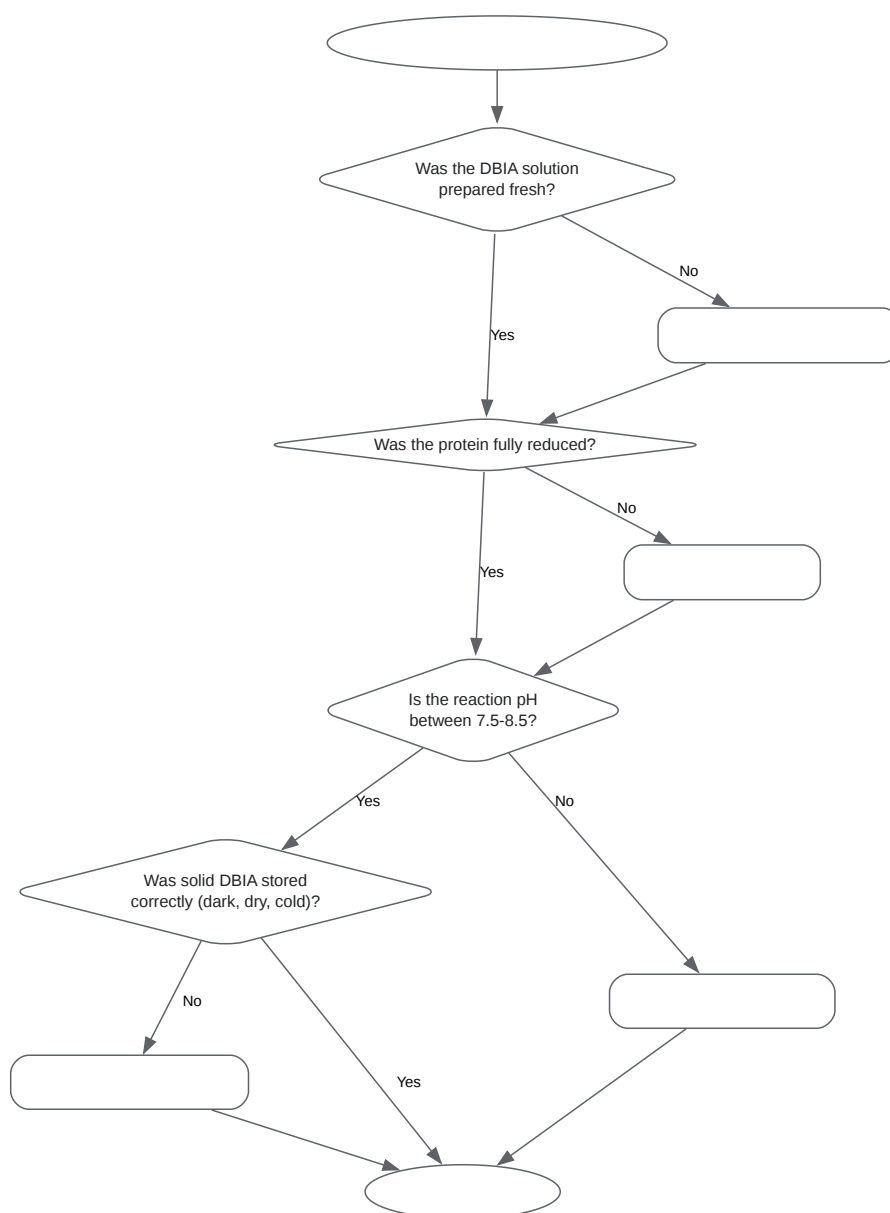 Was the DBIA solution
prepared fresh?
No
Yes
Was the protein fully reduced?
No
Yes
Is the reaction pH
between 7.5-8.5?
Yes
No
Was solid DBIA stored
correctly (dark, dry, cold)?
No
Yes